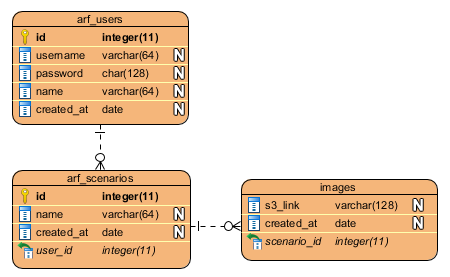 arf_users
id integer(11)
username varchar(64) N
password char(128) N
name varchar(64) N
created_at date N
arf_scenarios
id integer(11)
name varchar(64) N
created_at date N
user_id integer(11)
images
s3_link varchar(128) N
created_at date N
scenario_id integer(11)